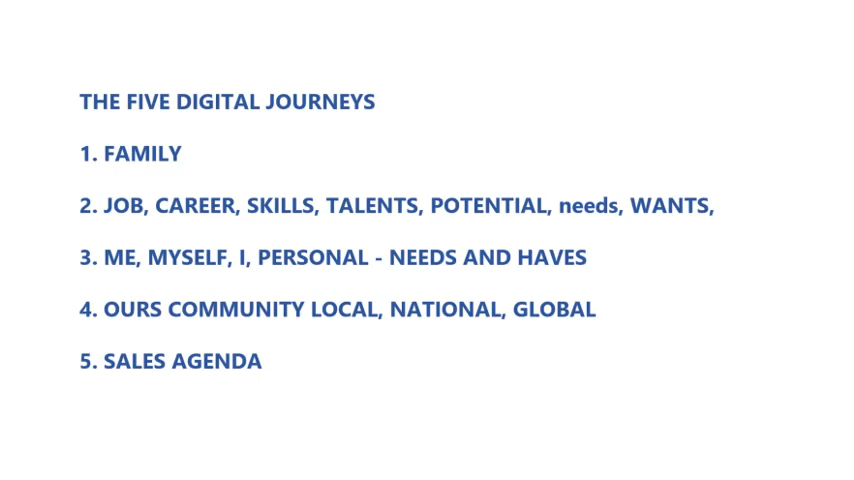 THE FIVE DIGITAL JOURNEYS
1. FAMILY
2. JOB, CAREER, SKILLS, TALENTS, POTENTIAL, needs, WANTS,
3. ME, MYSELF, I, PERSONAL - NEEDS AND HAVES
4. OURS COMMUNITY LOCAL, NATIONAL, GLOBAL
5. SALES AGENDA